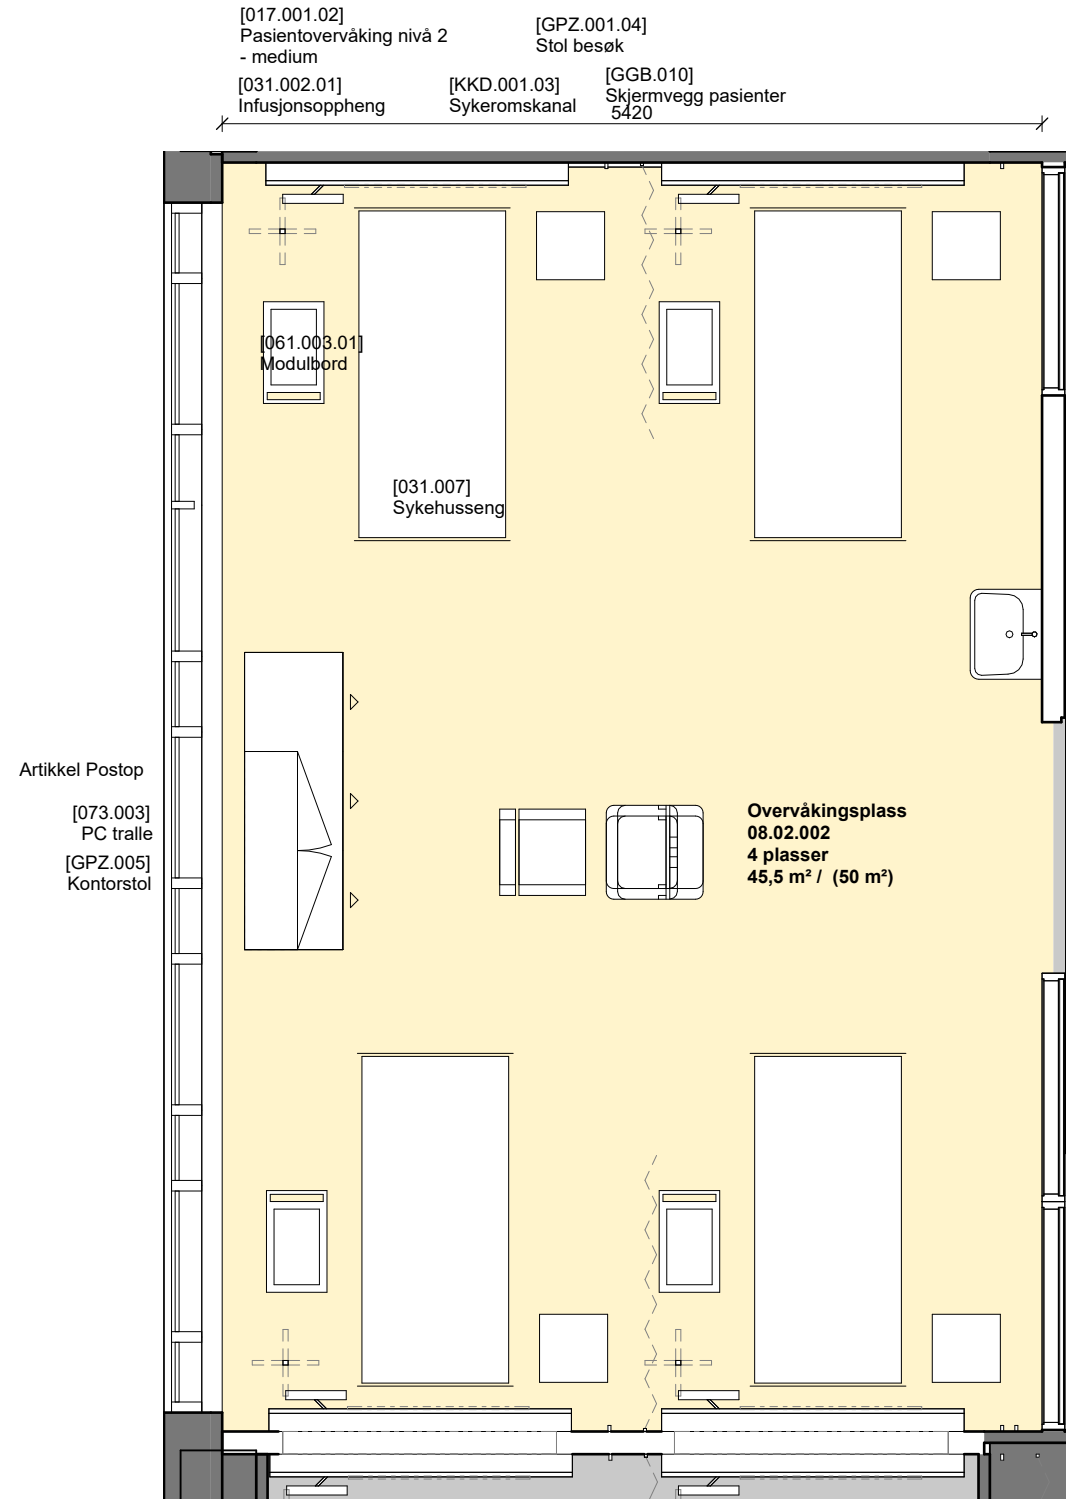 [017.001.02]
Pasientovervåking nivå 2
- medium
[GPZ.001.04]
Stol besøk
[031.002.01]
Infusjonsoppheng
[KKD.001.03]
Sykeromskanal
[GGB.010]
Skjermvegg pasienter
5420
[061.003.01]
Modulbord
[031.007]
Sykehusseng
Artikkel Postop
[073.003]
PC tralle
[GPZ.005]
Kontorstol
Overvåkingsplass
08.02.002
4 plasser
45,5 m² / (50 m²)